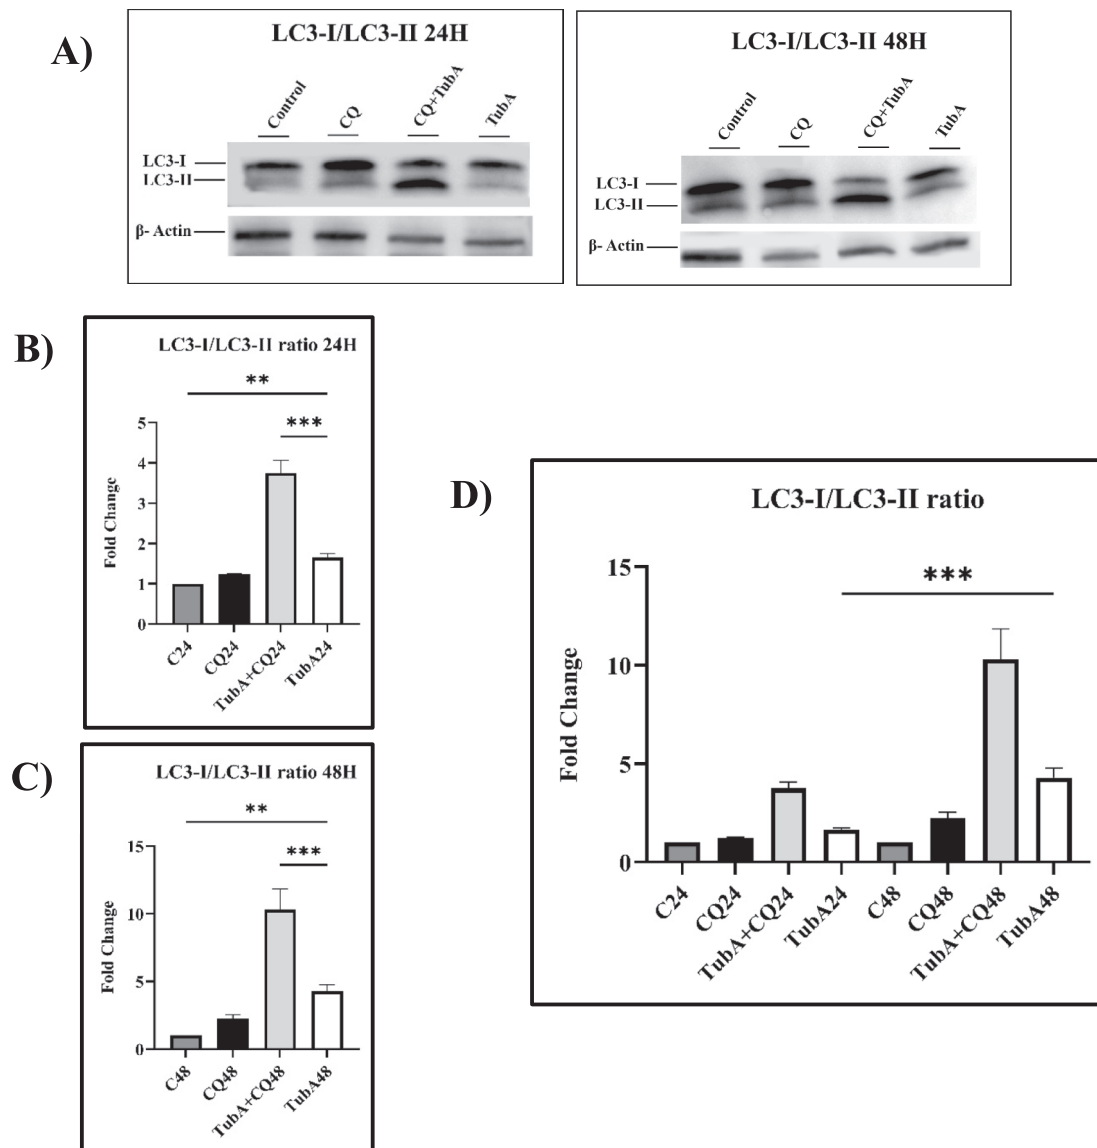 A)
LC3-I/LC3-II 24H
Control
CQ
CQ+TubA
TubA
LC3-I
LC3-II
β- Actin
LC3-I/LC3-II 48H
Control
CQ
CQ+TubA
TubA
LC3-I
LC3-II
β- Actin
B)
LC3-I/LC3-II ratio 24H
**
***
Fold Change
5
4
3
2
1
0
C24
CQ24
TubA+CQ24
TubA24
C)
LC3-I/LC3-II ratio 48H
**
***
Fold Change
15
10
5
0
C48
CQ48
TubA+CQ48
TubA48
D)
LC3-I/LC3-II ratio
***
Fold Change
15
10
5
0
C24
CQ24
TubA+CQ24
TubA24
C48
CQ48
TubA+CQ48
TubA48